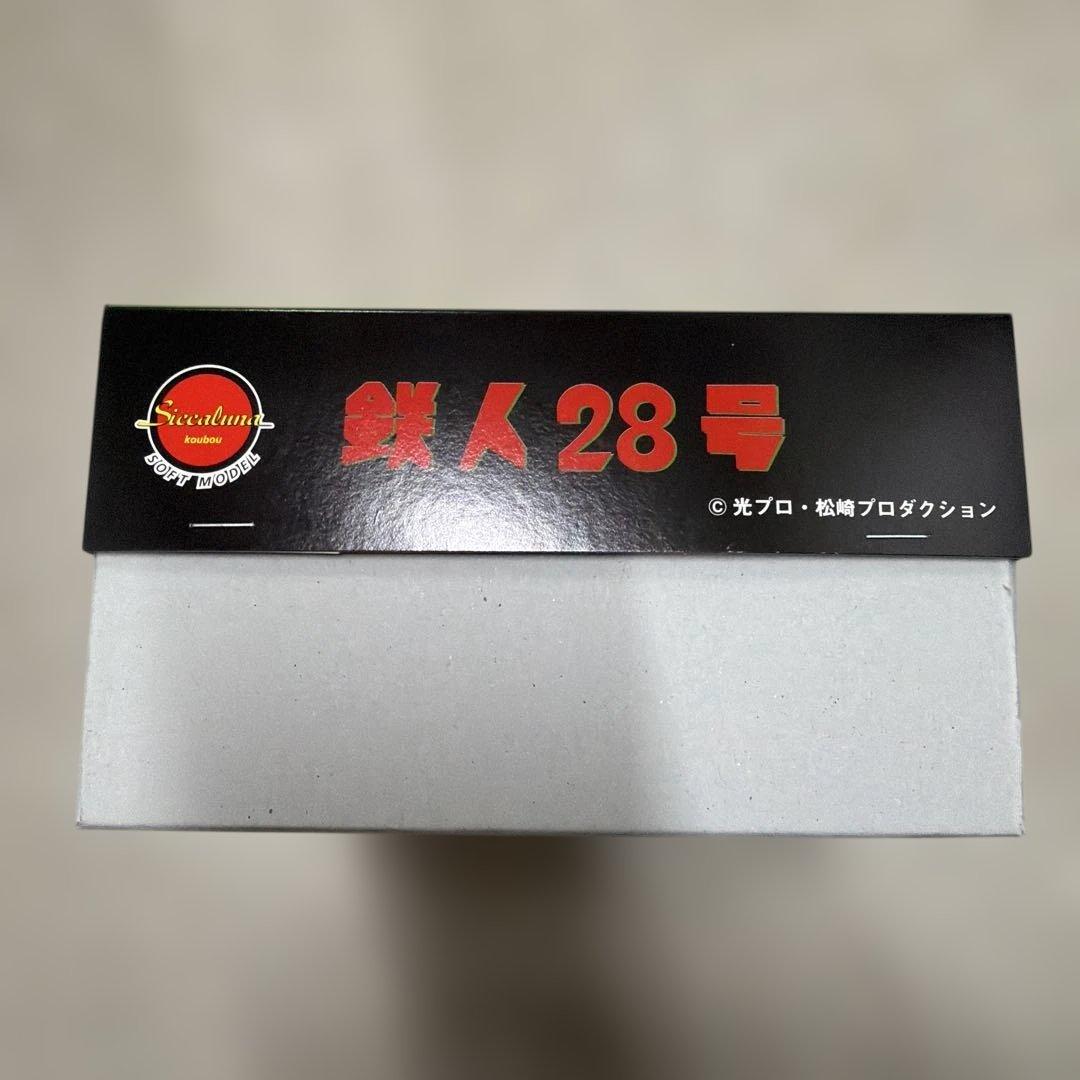 Siccaluna
koubou
SOFT MODEL
鉄人28号
© 光プロ・松崎プロダクション